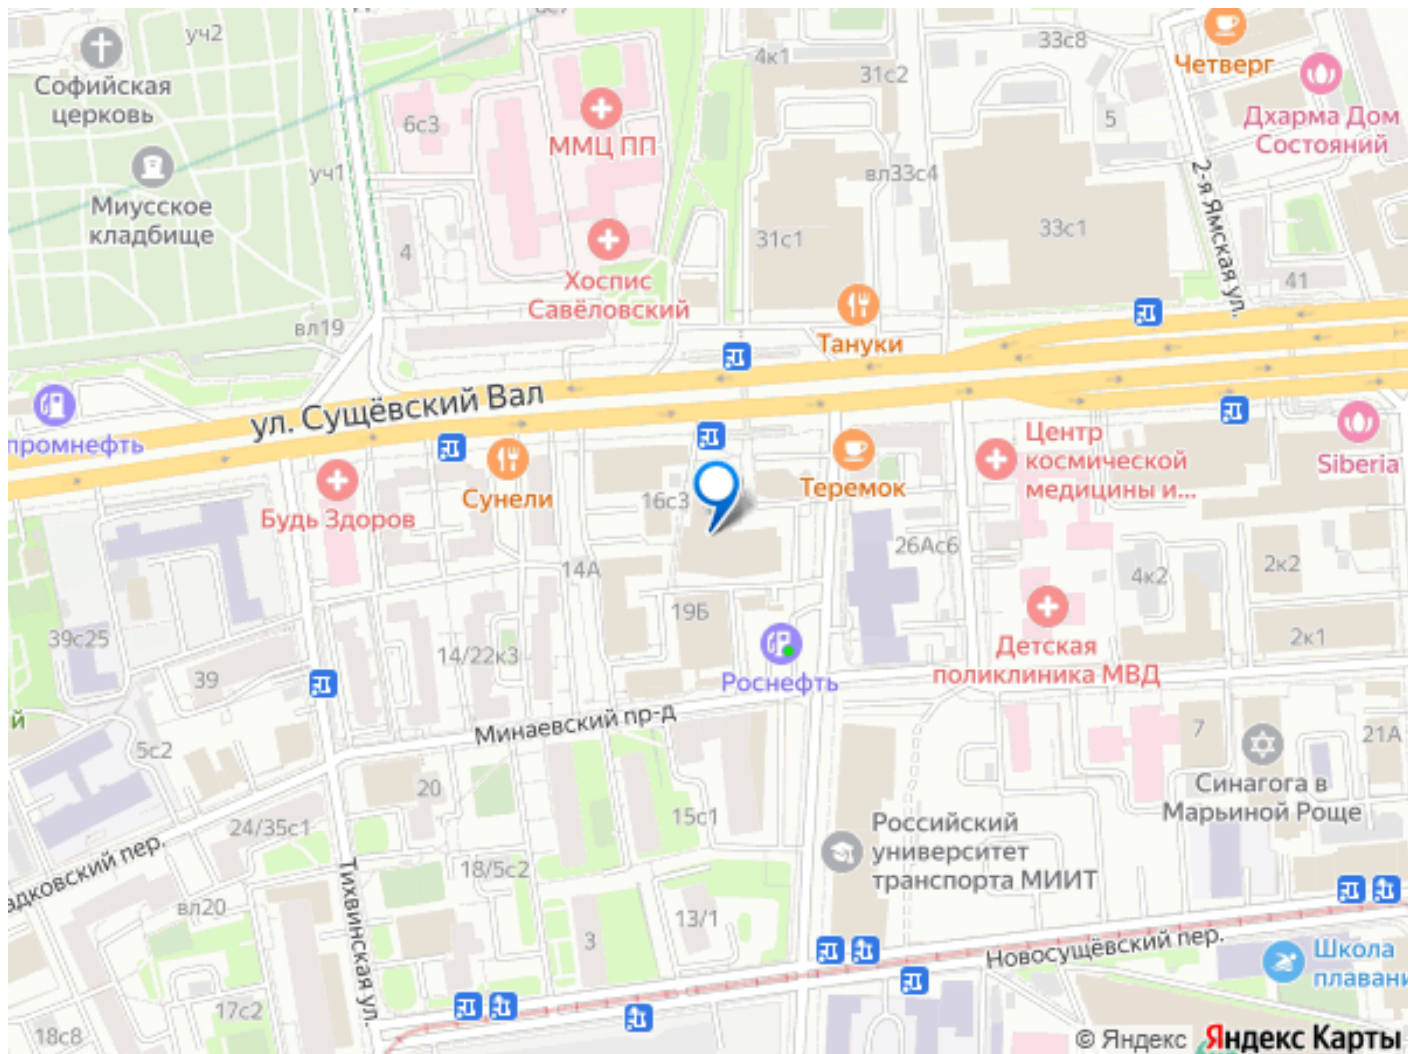 уч2
4к1
33с8
Четверг
Софийская
церковь
31с2
6с3
5
Дхарма Дом
Состояний
ММЦ ПП
уч1
вл33с4
2-я Ямская ул.
Миусское
кладбище
4
31с1
33с1
Хоспис
Савёловский
41
вл19
Тануки
ул. Сущёвский Вал
промнефть
Центр
космической
медицины и...
Siberia
Сунели
Теремок
Будь Здоров
16с3
14А
26Ас6
4к2
2к2
19Б
39с25
14/22к3
39
Детская
поликлиника МВД
2к1
Роснефть
й
Минаевский пр-д
5с2
7
21А
Синагога в
Марьиной Роще
20
24/35с1
15с1
Российский
университет
транспорта МИИТ
адковский пер.
Тихвинская ул.
18/5с2
вл20
13/1
3
Новосущёвский пер.
Школа
плавани
17с2
18с8
© Яндекс Яндекс Карты